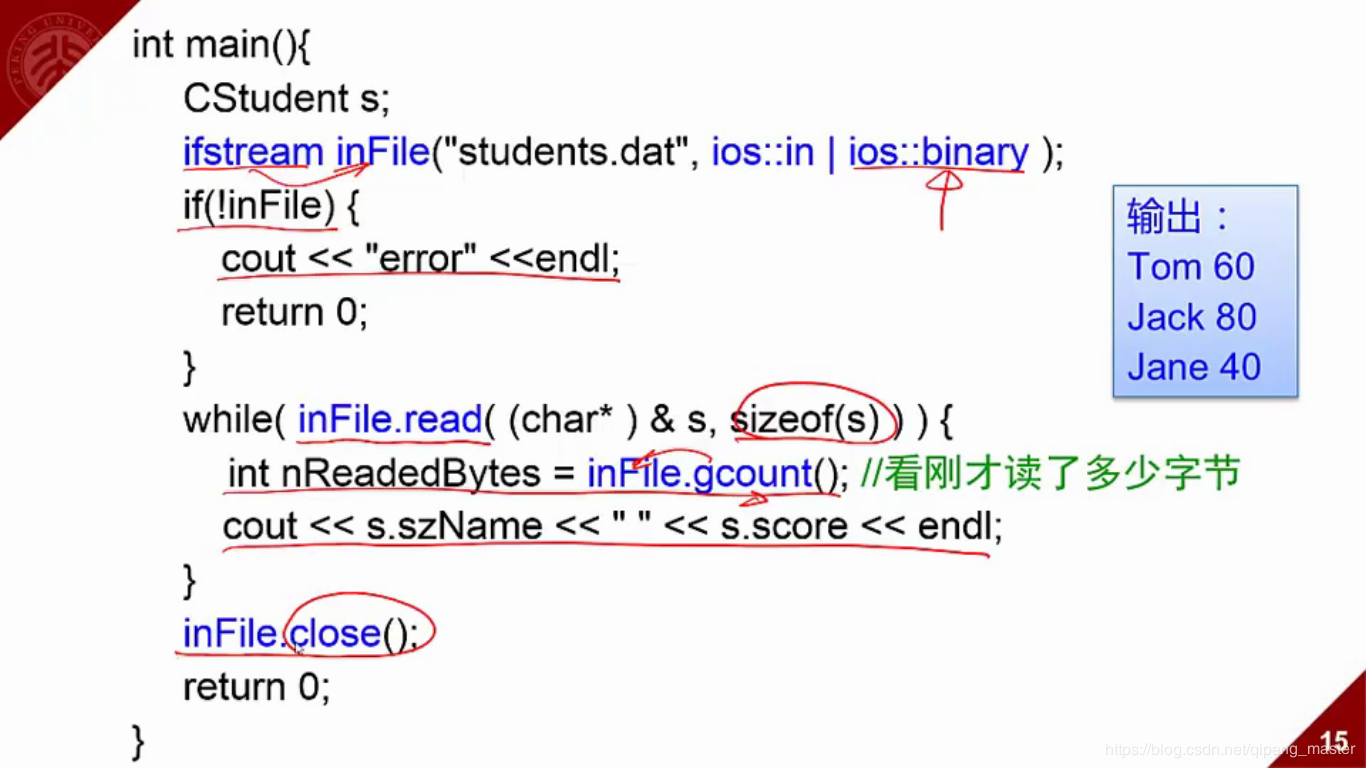 int main(){
CStudent s;
ifstream inFile("students.dat", ios::in | ios::binary );
if(!inFile) {
cout << "error" <<endl;
return 0;
}
while( inFile.read( (char* ) & s, sizeof(s) ) ) {
int nReadedBytes = inFile.gcount(); //看刚才读了多少字节
cout << s.szName << " " << s.score << endl;
}
inFile.close();
return 0;
}
输出：
Tom 60
Jack 80
Jane 40
15
https://blog.csdn.net/qipang_master